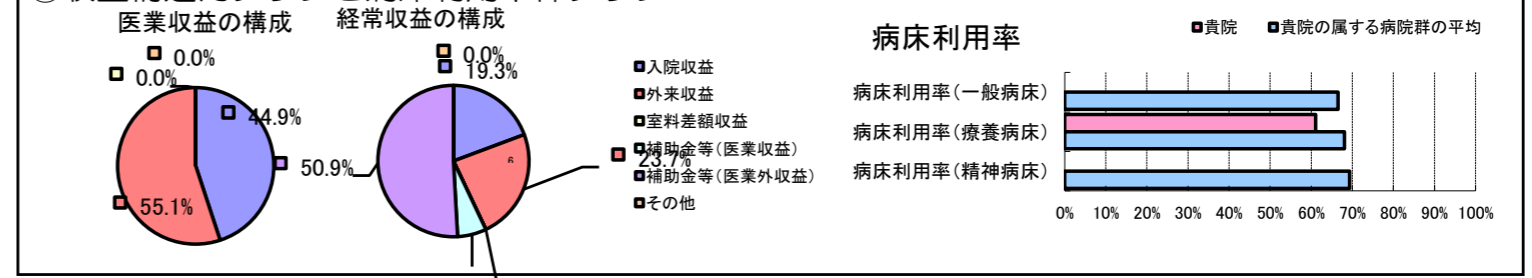 医業収益の構成
0.0%
0.0%
44.9%
55.1%
経常収益の構成
0.0%
19.3%
50.9%
23.7%
入院収益
外来収益
室料差額収益
補助金等(医業収益)
補助金等(医業外収益)
その他
病床利用率
貴院
貴院の属する病院群の平均
病床利用率(一般病床)
病床利用率(療養病床)
病床利用率(精神病床)
0% 10% 20% 30% 40% 50% 60% 70% 80% 90% 100%